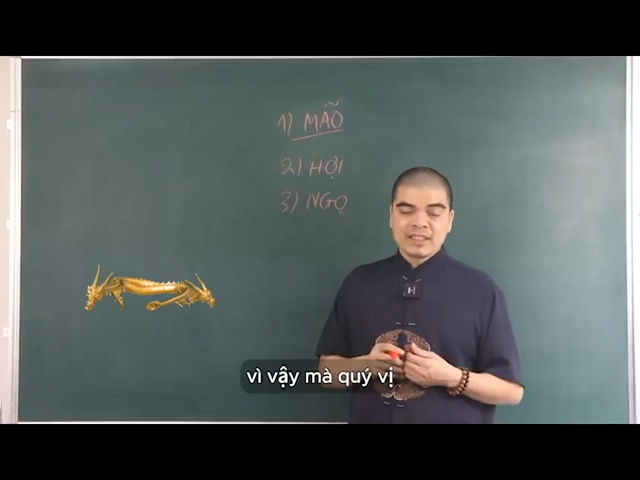 1) MÃO
2) HỢI
3) NGỌ
vì vậy mà quý vị